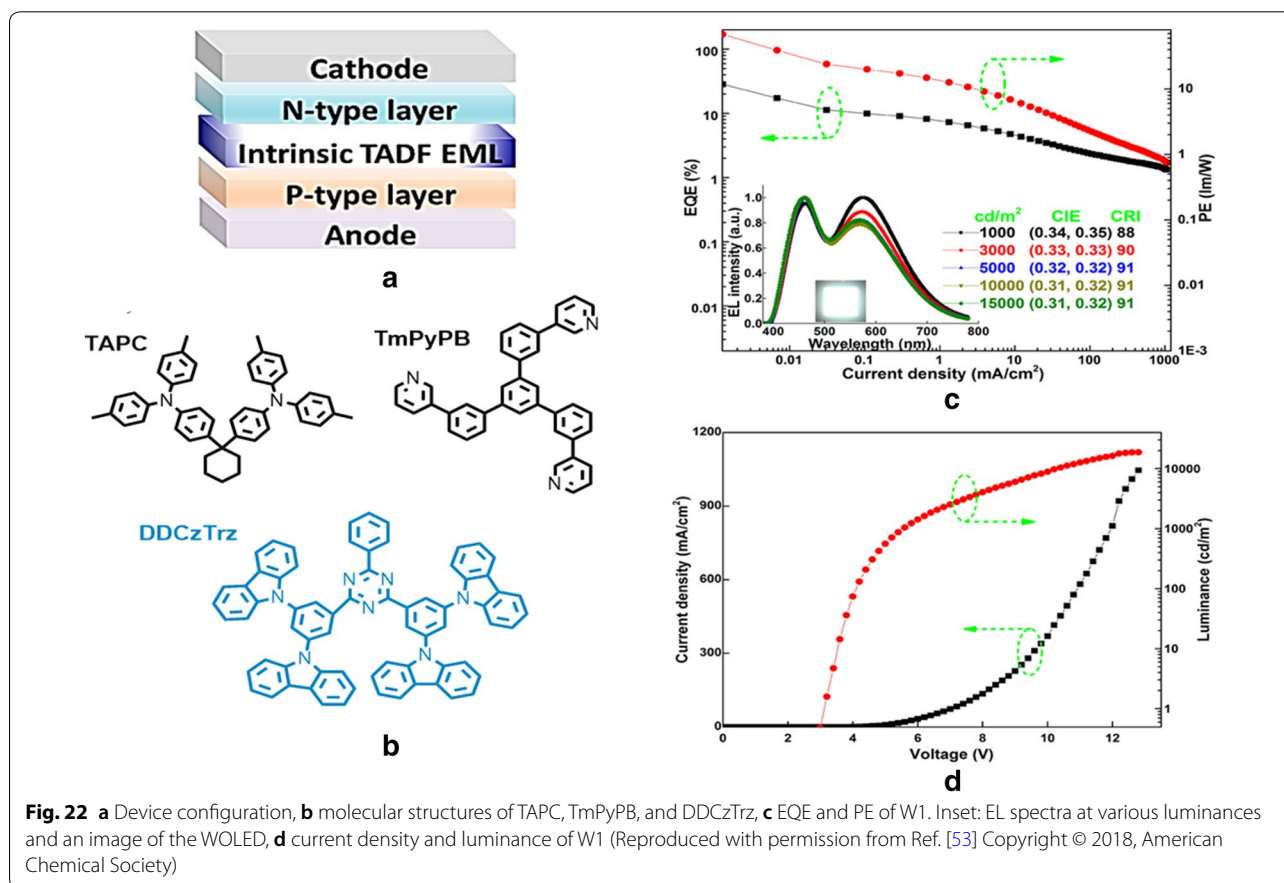 Cathode
N-type layer
Intrinsic TADF EML
P-type layer
Anode
a
TAPC
TmPyPB
N
N
N
N
N
DDCzTrz
N
N
N
N
N
N
N
b
100
10
1
0.1
0.01
EQE (%)
10
1
0.1
0.01
1E-3
PE (lm/W)
0.01
0.1
1
10
100
1000
Current density (mA/cm²)
1.0
0.8
0.6
0.4
0.2
0.0
EL intensity (a.u.)
400
500
600
700
800
Wavelength (nm)
cd/m² CIE CRI
1000 (0.34, 0.35) 88
3000 (0.33, 0.33) 90
5000 (0.32, 0.32) 91
10000 (0.31, 0.32) 91
15000 (0.31, 0.32) 91
c
1200
900
600
300
0
Current density (mA/cm²)
10000
1000
100
10
1
Luminance (cd/m²)
0
2
4
6
8
10
12
Voltage (V)
d
Fig. 22 a Device configuration, b molecular structures of TAPC, TmPyPB, and DDCzTrz, c EQE and PE of W1. Inset: EL spectra at various luminances
and an image of the WOLED, d current density and luminance of W1 (Reproduced with permission from Ref. [53] Copyright © 2018, American
Chemical Society)